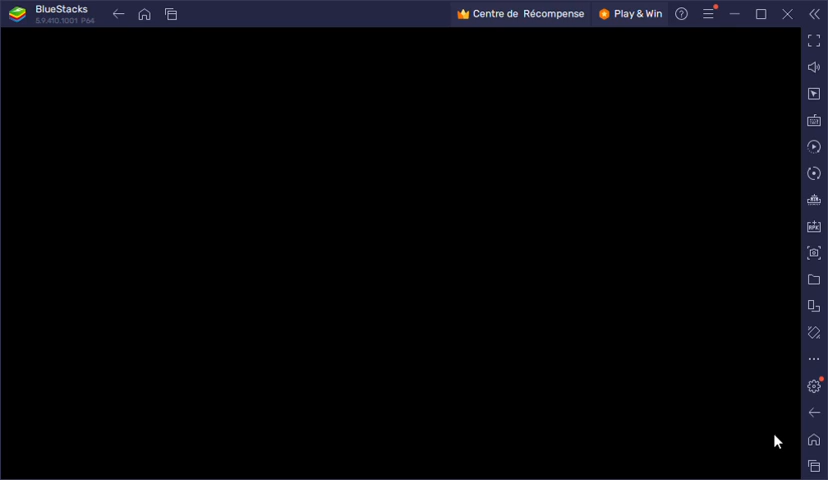 BlueStacks
5.9.410.1001 P64
Centre de Récompense
Play & Win